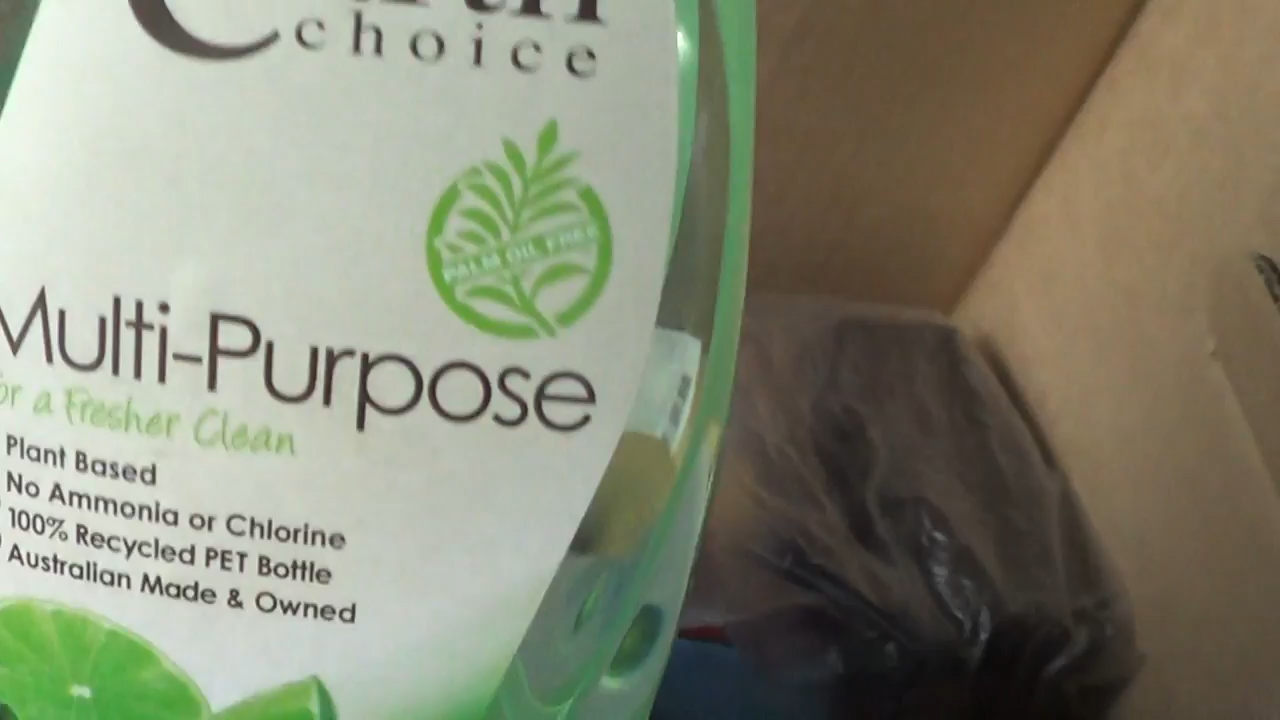 choice
PALM OIL FREE
Multi-Purpose
a Fresher Clean
Plant Based
No Ammonia or Chlorine
100% Recycled PET Bottle
Australian Made & Owned